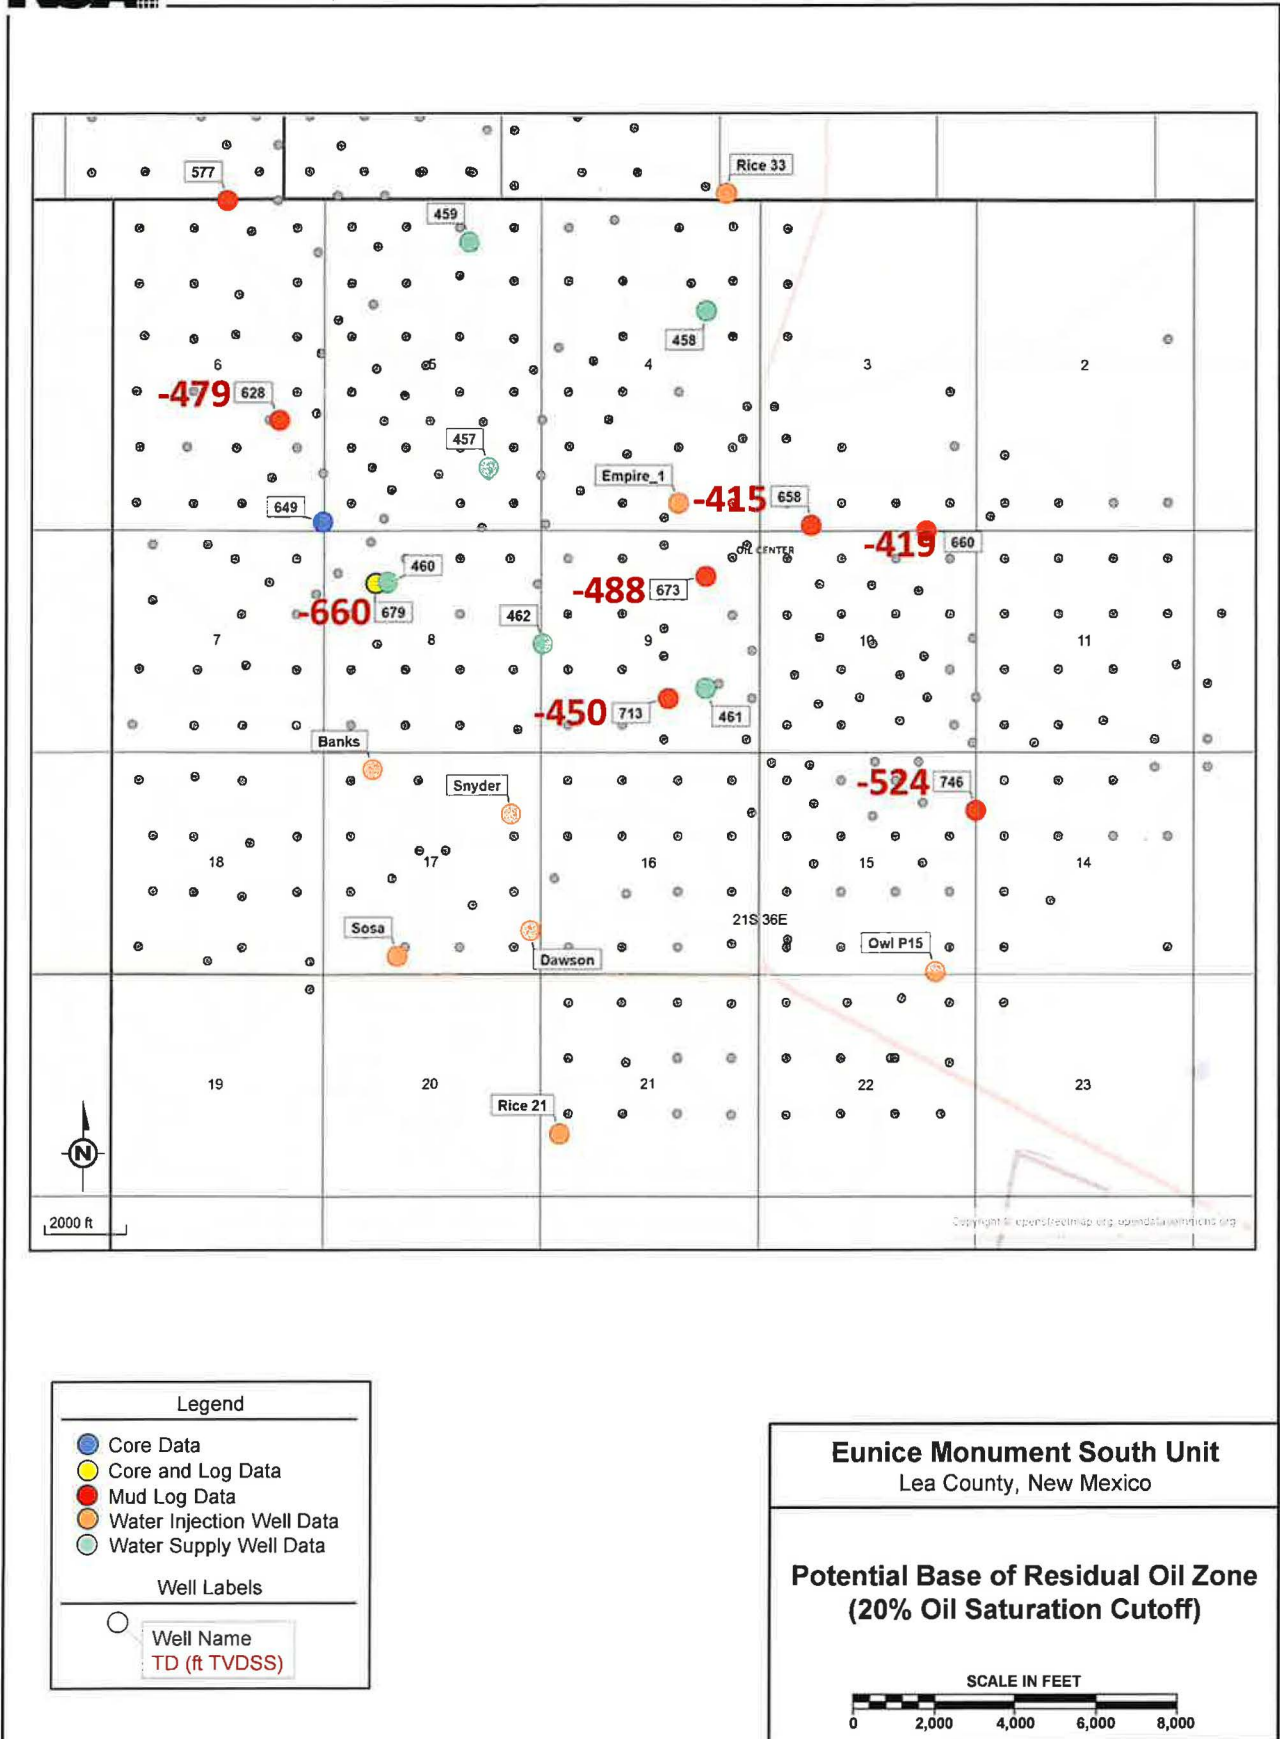 577
Rice 33
459
458
6
5
4
3
2
-479 628
457
Empire_1
-415 658
649
-419 660
OIL CENTER
460
-488 673
-660 679
462
7
8
9
10
11
-450 713
461
Banks
Snyder
-524 746
18
17
16
15
14
21S 36E
Sosa
Dawson
Owl P15
19
20
21
22
23
Rice 21
N
2000 ft
Copyright © openstreetmap.org, opendatacommons.org
Legend
Core Data
Core and Log Data
Mud Log Data
Water Injection Well Data
Water Supply Well Data
Well Labels
Well Name
TD (ft TVDSS)
Eunice Monument South Unit
Lea County, New Mexico
Potential Base of Residual Oil Zone
(20% Oil Saturation Cutoff)
SCALE IN FEET
0 2,000 4,000 6,000 8,000